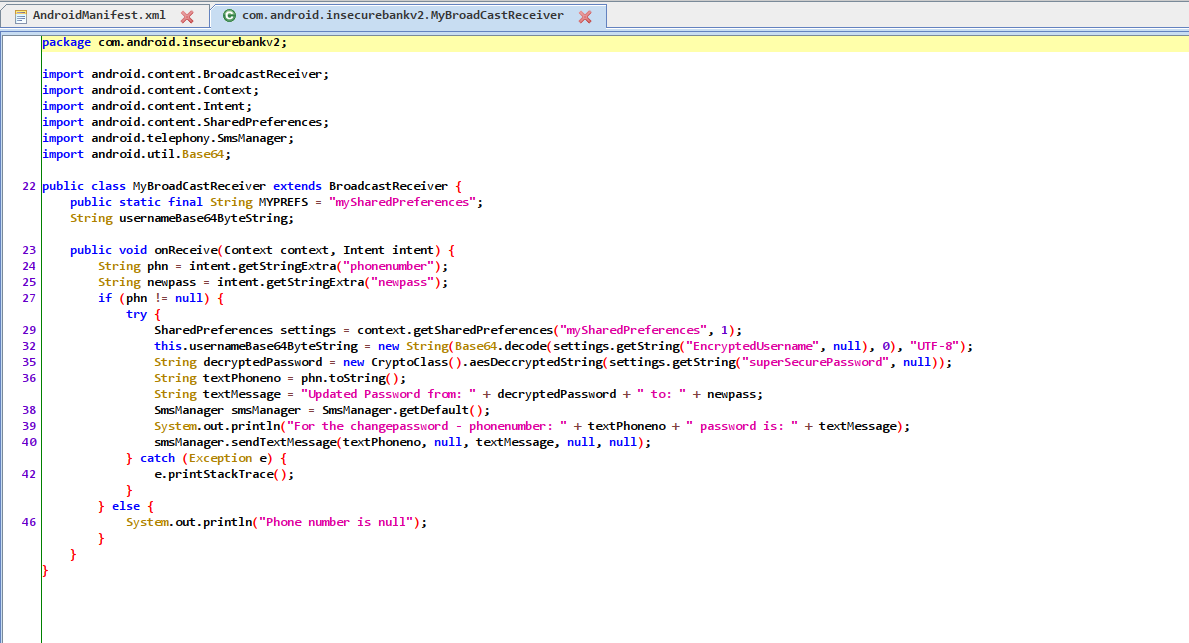 AndroidManifest.xml com.android.insecurebankv2.MyBroadCastReceiver
package com.android.insecurebankv2;

import android.content.BroadcastReceiver;
import android.content.Context;
import android.content.Intent;
import android.content.SharedPreferences;
import android.telephony.SmsManager;
import android.util.Base64;

22 public class MyBroadCastReceiver extends BroadcastReceiver {
    public static final String MYPREFS = "mySharedPreferences";
    String usernameBase64ByteString;

23     public void onReceive(Context context, Intent intent) {
24         String phn = intent.getStringExtra("phonenumber");
25         String newpass = intent.getStringExtra("newpass");
27         if (phn != null) {
            try {
29                 SharedPreferences settings = context.getSharedPreferences("mySharedPreferences", 1);
32                 this.usernameBase64ByteString = new String(Base64.decode(settings.getString("EncryptedUsername", null), 0), "UTF-8");
35                 String decryptedPassword = new CryptoClass().aesDeccryptedString(settings.getString("superSecurePassword", null));
36                 String textPhoneno = phn.toString();
                String textMessage = "Updated Password from: " + decryptedPassword + " to: " + newpass;
38                 SmsManager smsManager = SmsManager.getDefault();
39                 System.out.println("For the changepassword - phonenumber: " + textPhoneno + " password is: " + textMessage);
40                 smsManager.sendTextMessage(textPhoneno, null, textMessage, null, null);
            } catch (Exception e) {
42                 e.printStackTrace();
            }
        } else {
46             System.out.println("Phone number is null");
        }
    }
}